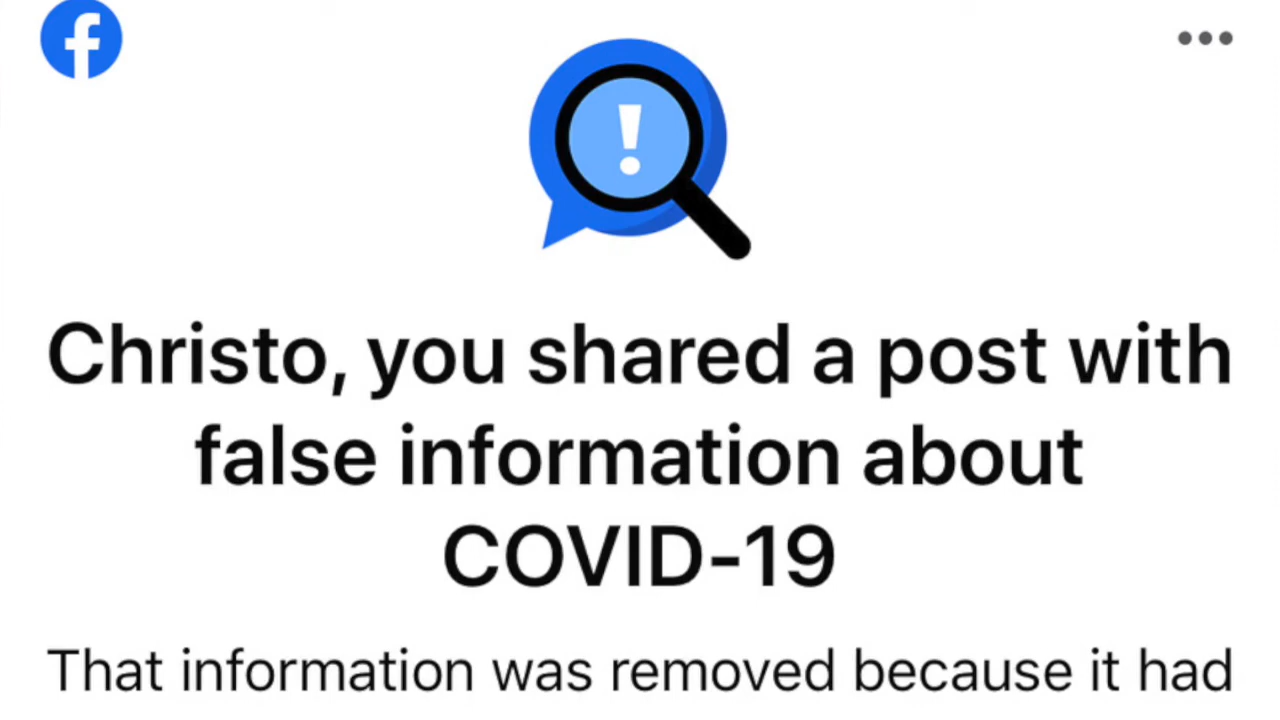 Christo, you shared a post with
false information about
COVID-19
That information was removed because it had